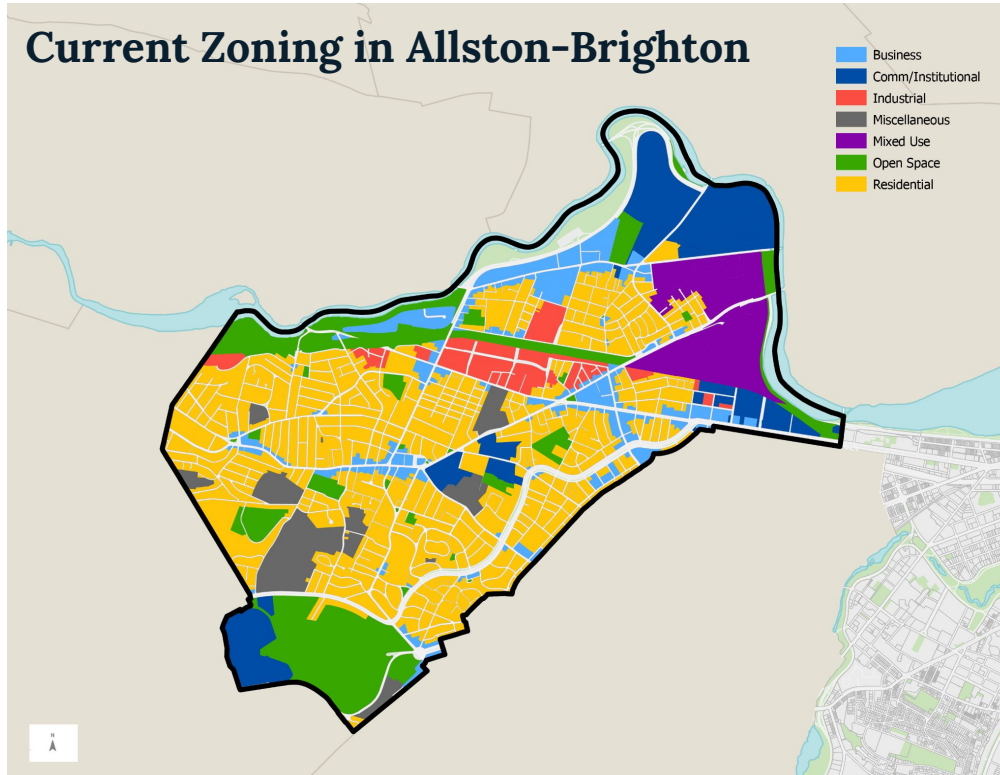 Current Zoning in Allston-Brighton
Business
Comm/Institutional
Industrial
Miscellaneous
Mixed Use
Open Space
Residential
N